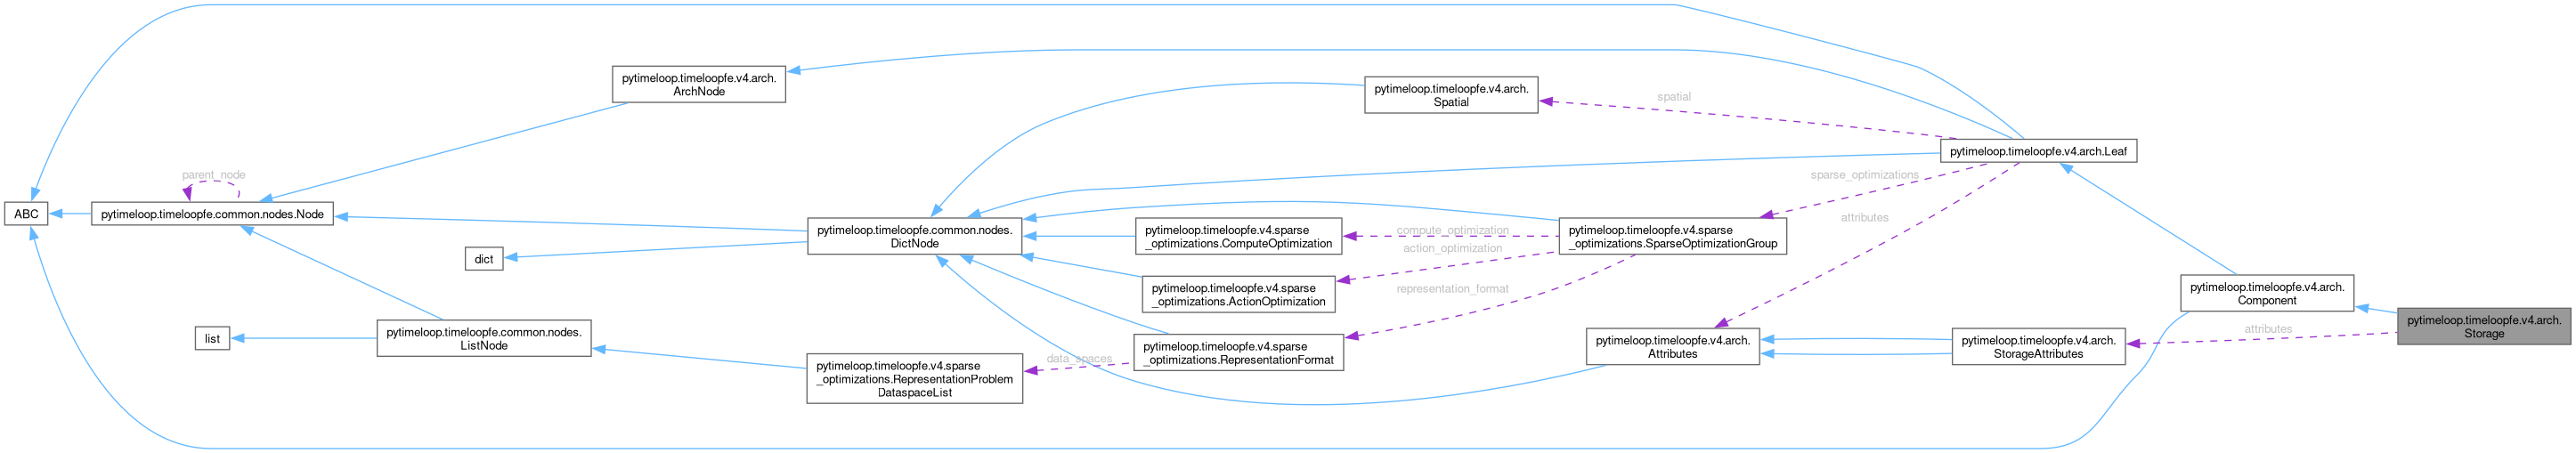 pytimeloop.timeloopfe.v4.arch.
ArchNode
pytimeloop.timeloopfe.v4.arch.
Spatial
spatial
pytimeloop.timeloopfe.v4.arch.Leaf
parent_node
sparse_optimizations
ABC
pytimeloop.timeloopfe.common.nodes.Node
attributes
pytimeloop.timeloopfe.common.nodes.
DictNode
pytimeloop.timeloopfe.v4.sparse
_optimizations.ComputeOptimization
compute_optimization
pytimeloop.timeloopfe.v4.sparse
_optimizations.SparseOptimizationGroup
action_optimization
dict
pytimeloop.timeloopfe.v4.sparse
_optimizations.ActionOptimization
representation_format
pytimeloop.timeloopfe.v4.arch.
Component
list
pytimeloop.timeloopfe.common.nodes.
ListNode
pytimeloop.timeloopfe.v4.sparse
_optimizations.RepresentationFormat
pytimeloop.timeloopfe.v4.arch.
Attributes
pytimeloop.timeloopfe.v4.arch.
StorageAttributes
attributes
pytimeloop.timeloopfe.v4.arch.
Storage
pytimeloop.timeloopfe.v4.sparse
_optimizations.RepresentationProblem
DataspaceList
data_spaces